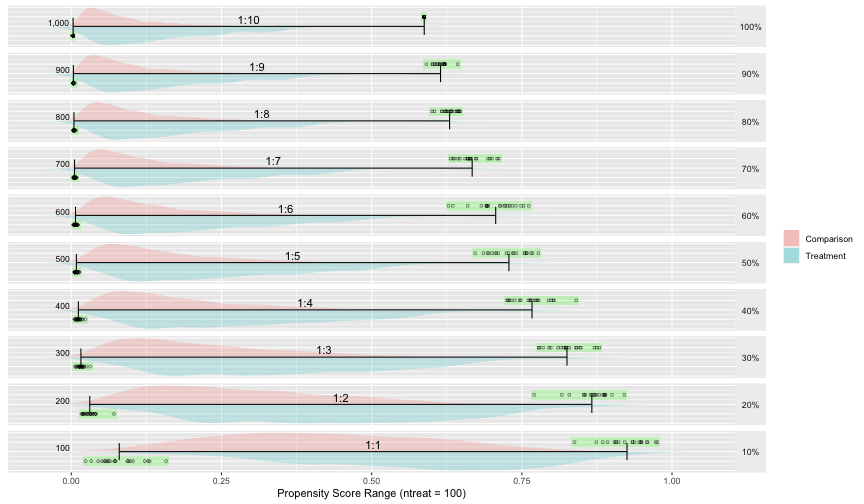 1,000 1:10 100%
900 1:9 90%
800 1:8 80%
700 1:7 70%
600 1:6 60%
500 1:5 50%
400 1:4 40%
300 1:3 30%
200 1:2 20%
100 1:1 10%
0.00 0.25 0.50 0.75 1.00
Propensity Score Range (ntreat = 100)
Comparison
Treatment